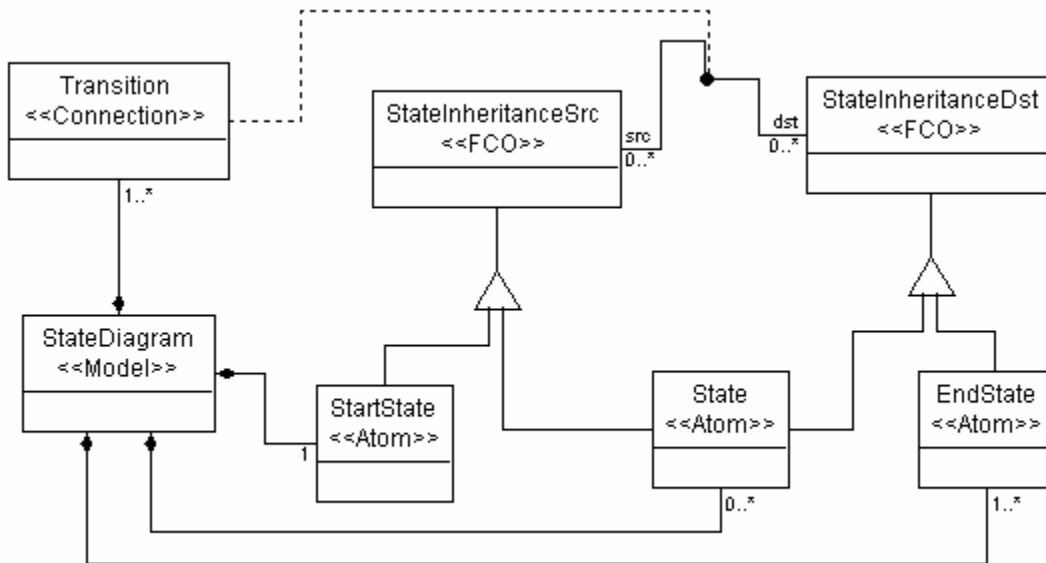 Transition
<<Connection>>
1..*
StateInheritanceSrc
<<FCO>>
src
0..*
dst
0..*
StateInheritanceDst
<<FCO>>
StateDiagram
<<Model>>
StartState
<<Atom>>
1
State
<<Atom>>
0..*
EndState
<<Atom>>
1..*